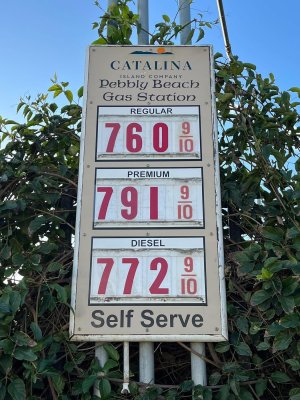 CATALINA
ISLAND COMPANY
Pebbly Beach
Gas Station
REGULAR
760 9/10
PREMIUM
791 9/10
DIESEL
772 9/10
Self Serve